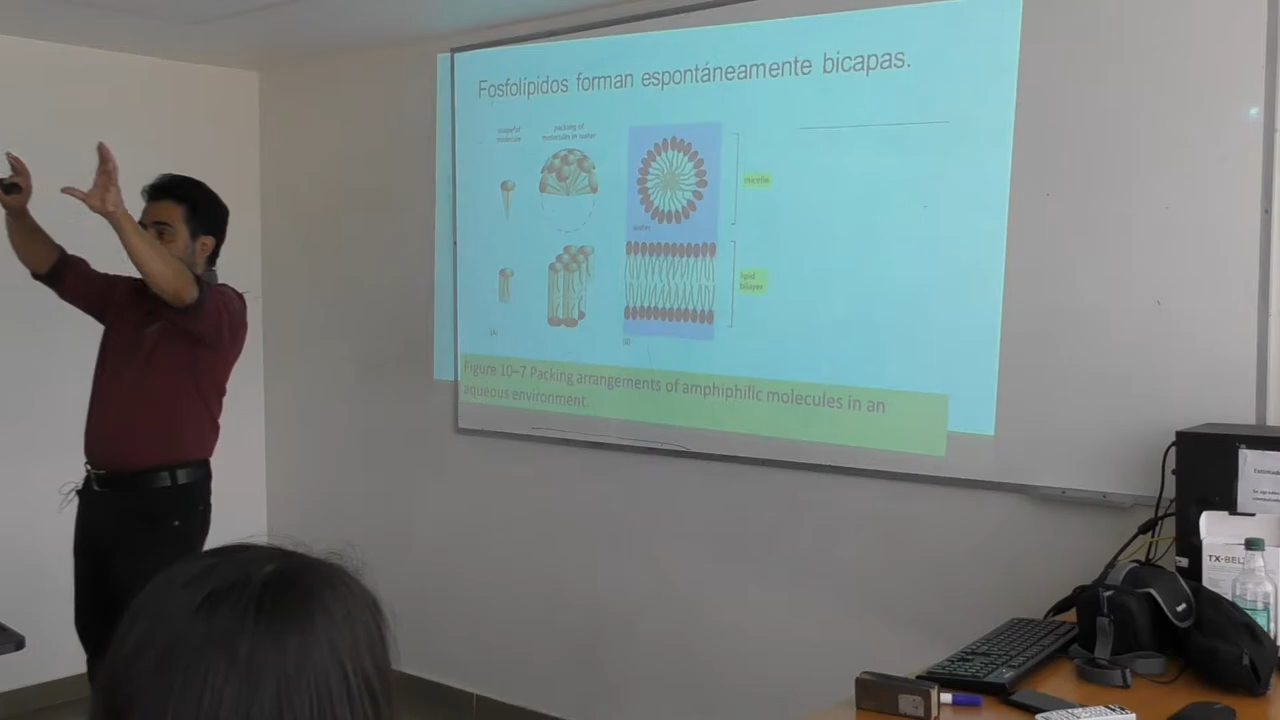 Fosfolípidos forman espontáneamente bicapas.
shape of
molecule
packing of
molecules in water
micelle
water
lipid
bilayer
(A)
(B)
Figure 10–7 Packing arrangements of amphiphilic molecules in an
aqueous environment.
Estimado
TX-BEL